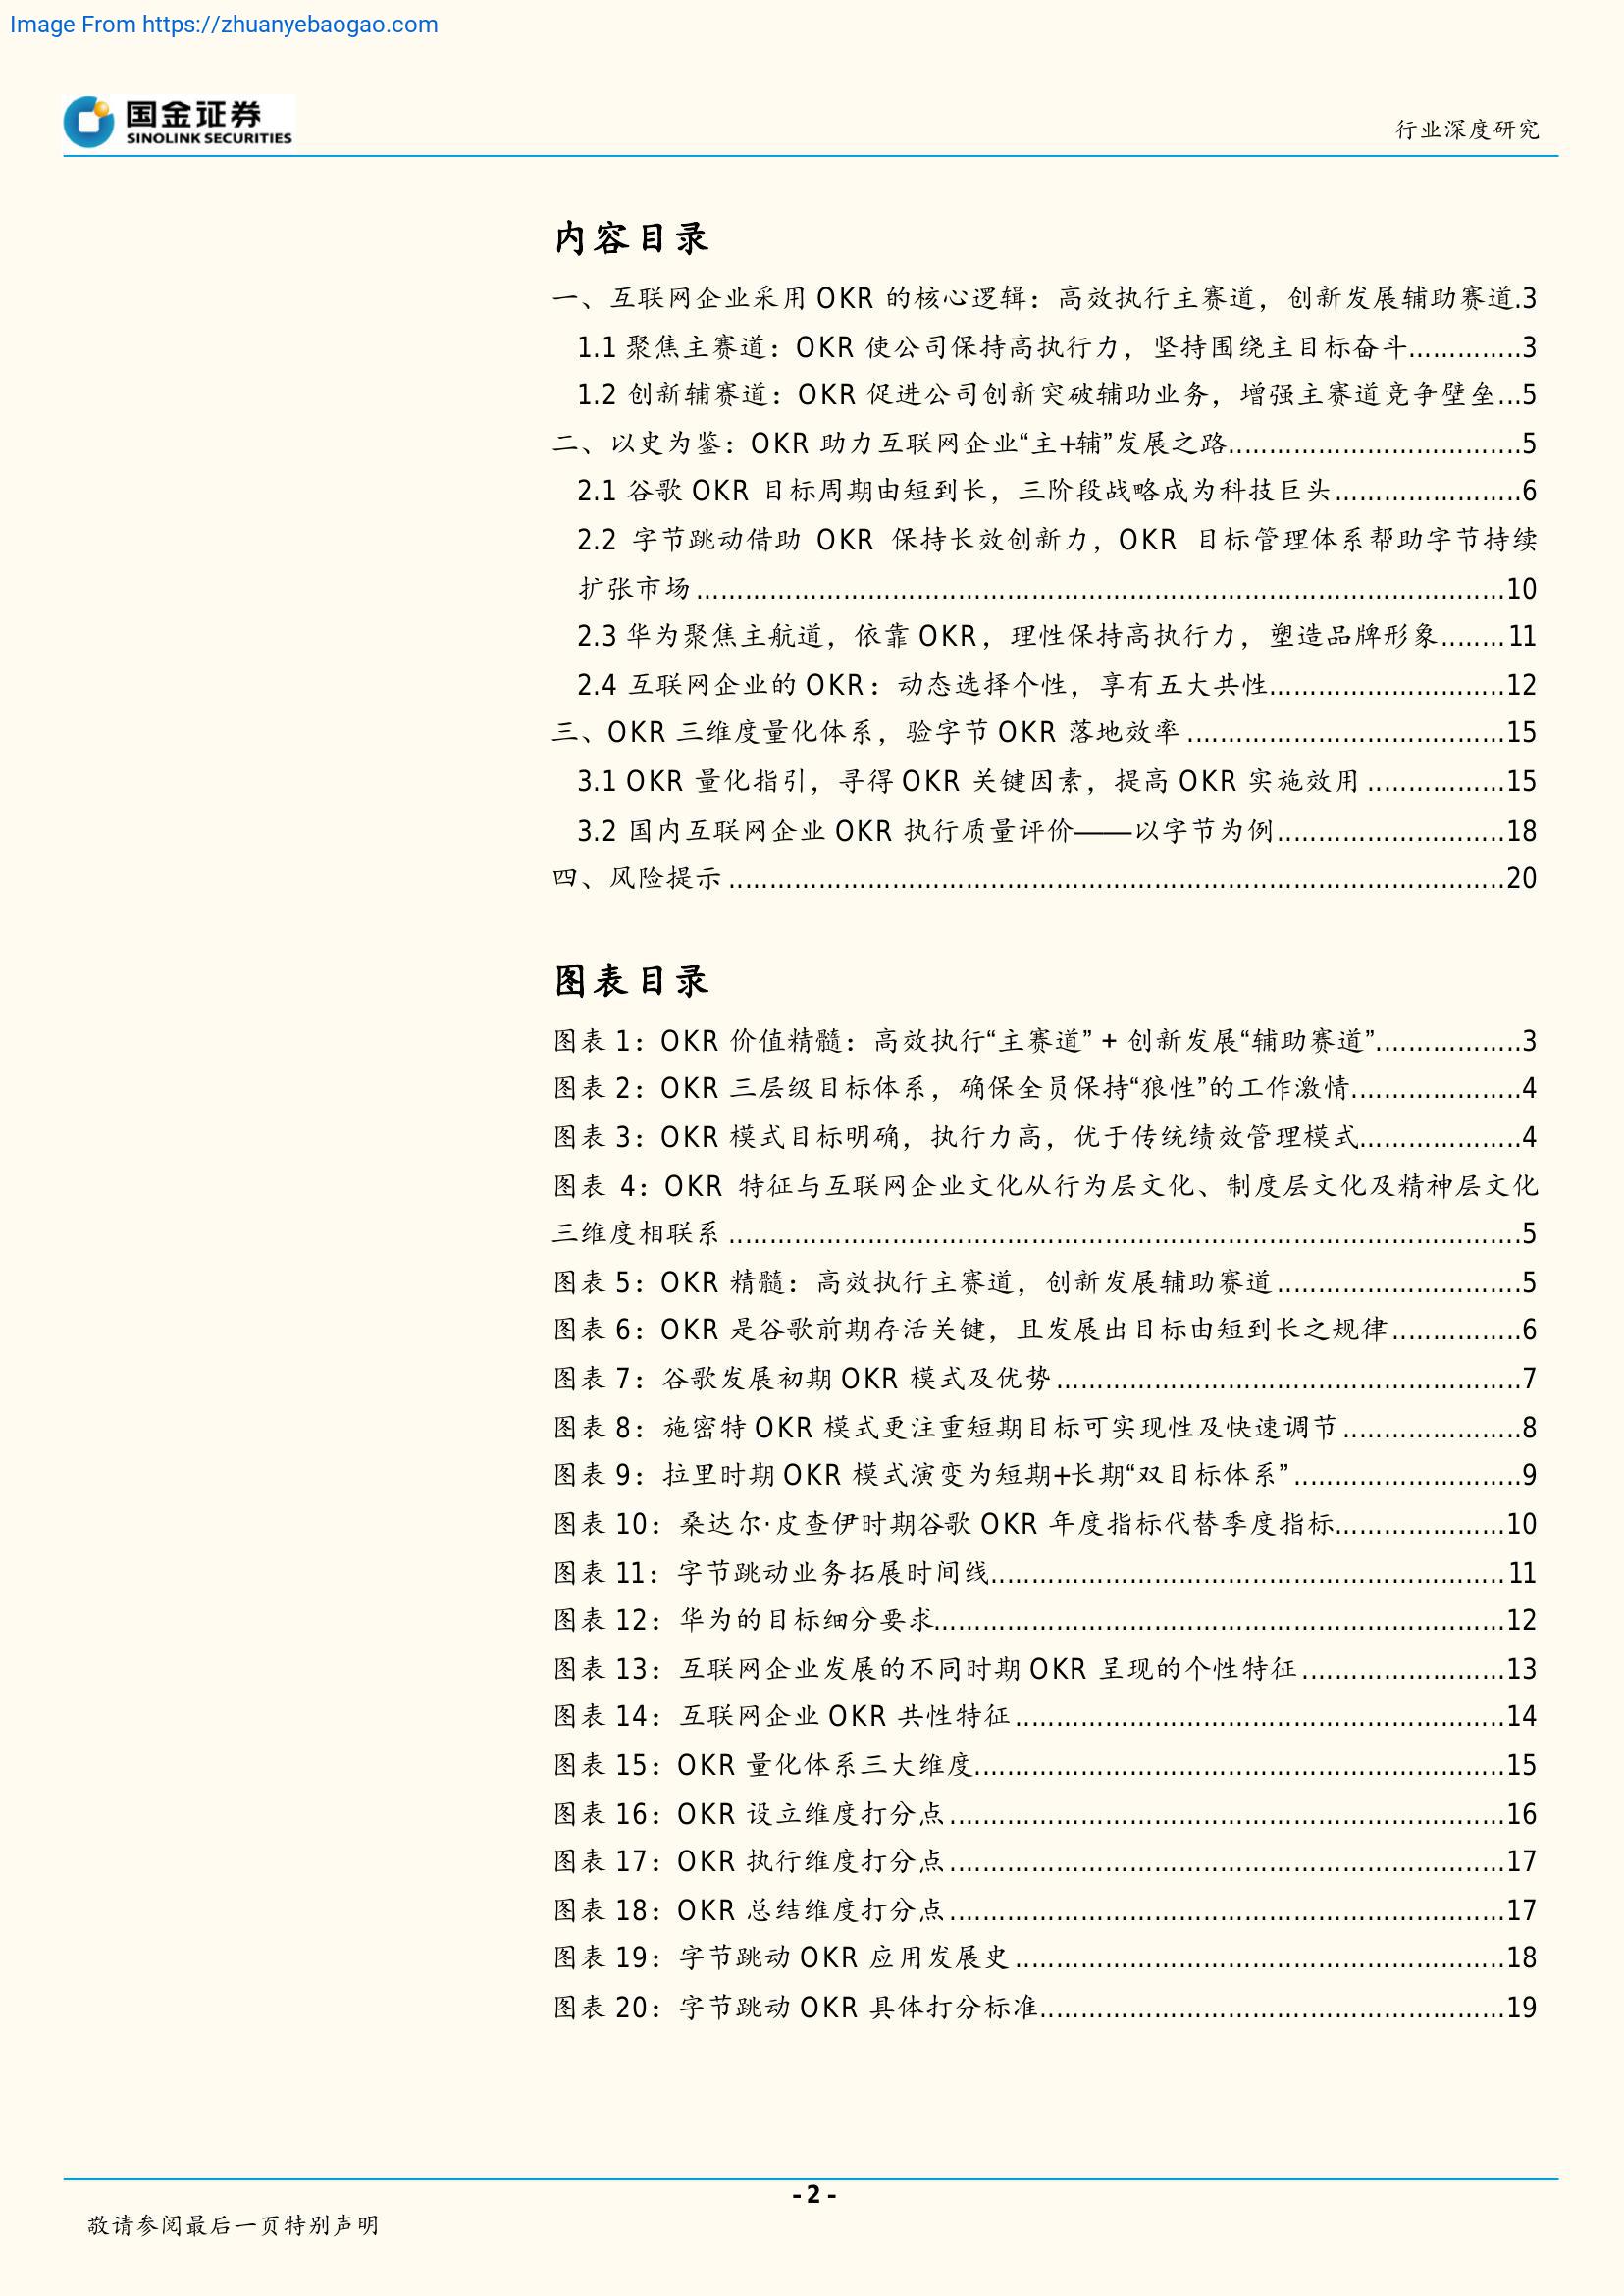 Image From https://zhuanyebaogao.com
国金证券
SINOLINK SECURITIES
行业深度研究
内容目录
一、互联网企业采用 OKR 的核心逻辑：高效执行主赛道，创新发展辅助赛道.3
1.1 聚焦主赛道：OKR 使公司保持高执行力，坚持围绕主目标奋斗..............3
1.2 创新辅赛道：OKR 促进公司创新突破辅助业务，增强主赛道竞争壁垒...5
二、以史为鉴：OKR 助力互联网企业“主+辅”发展之路....................................5
2.1 谷歌 OKR 目标周期由短到长，三阶段战略成为科技巨头.......................6
2.2 字节跳动借助 OKR 保持长效创新力，OKR 目标管理体系帮助字节持续
扩张市场...................................................................................................10
2.3 华为聚焦主航道，依靠 OKR，理性保持高执行力，塑造品牌形象........11
2.4 互联网企业的 OKR：动态选择个性，享有五大共性.............................12
三、OKR 三维度量化体系，验字节 OKR 落地效率.......................................15
3.1 OKR 量化指引，寻得 OKR 关键因素，提高 OKR 实施效用.................15
3.2 国内互联网企业 OKR 执行质量评价——以字节为例............................18
四、风险提示...............................................................................................20
图表目录
图表 1：OKR 价值精髓：高效执行“主赛道” + 创新发展“辅助赛道”..................3
图表 2：OKR 三层级目标体系，确保全员保持“狼性”的工作激情.....................4
图表 3：OKR 模式目标明确，执行力高，优于传统绩效管理模式....................4
图表 4：OKR 特征与互联网企业文化从行为层文化、制度层文化及精神层文化
三维度相联系.................................................................................................5
图表 5：OKR 精髓：高效执行主赛道，创新发展辅助赛道..............................5
图表 6：OKR 是谷歌前期存活关键，且发展出目标由短到长之规律................6
图表 7：谷歌发展初期 OKR 模式及优势.........................................................7
图表 8：施密特 OKR 模式更注重短期目标可实现性及快速调节......................8
图表 9：拉里时期 OKR 模式演变为短期+长期“双目标体系”............................9
图表 10：桑达尔·皮查伊时期谷歌 OKR 年度指标代替季度指标.....................10
图表 11：字节跳动业务拓展时间线...............................................................11
图表 12：华为的目标细分要求......................................................................12
图表 13：互联网企业发展的不同时期 OKR 呈现的个性特征.........................13
图表 14：互联网企业 OKR 共性特征............................................................14
图表 15：OKR 量化体系三大维度.................................................................15
图表 16：OKR 设立维度打分点....................................................................16
图表 17：OKR 执行维度打分点....................................................................17
图表 18：OKR 总结维度打分点....................................................................17
图表 19：字节跳动 OKR 应用发展史............................................................18
图表 20：字节跳动 OKR 具体打分标准.........................................................19
- 2 -
敬请参阅最后一页特别声明